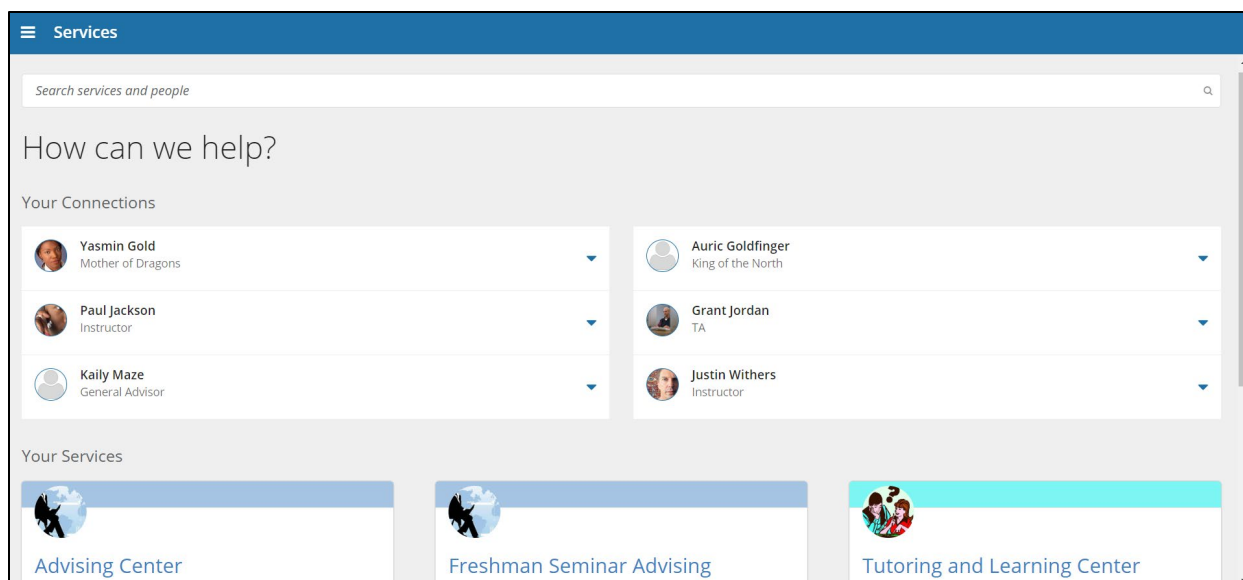 Services
Search services and people
How can we help?
Your Connections
Yasmin Gold
Mother of Dragons
Auric Goldfinger
King of the North
Paul Jackson
Instructor
Grant Jordan
TA
Kaily Maze
General Advisor
Justin Withers
Instructor
Your Services
?
Advising Center
Freshman Seminar Advising
Tutoring and Learning Center